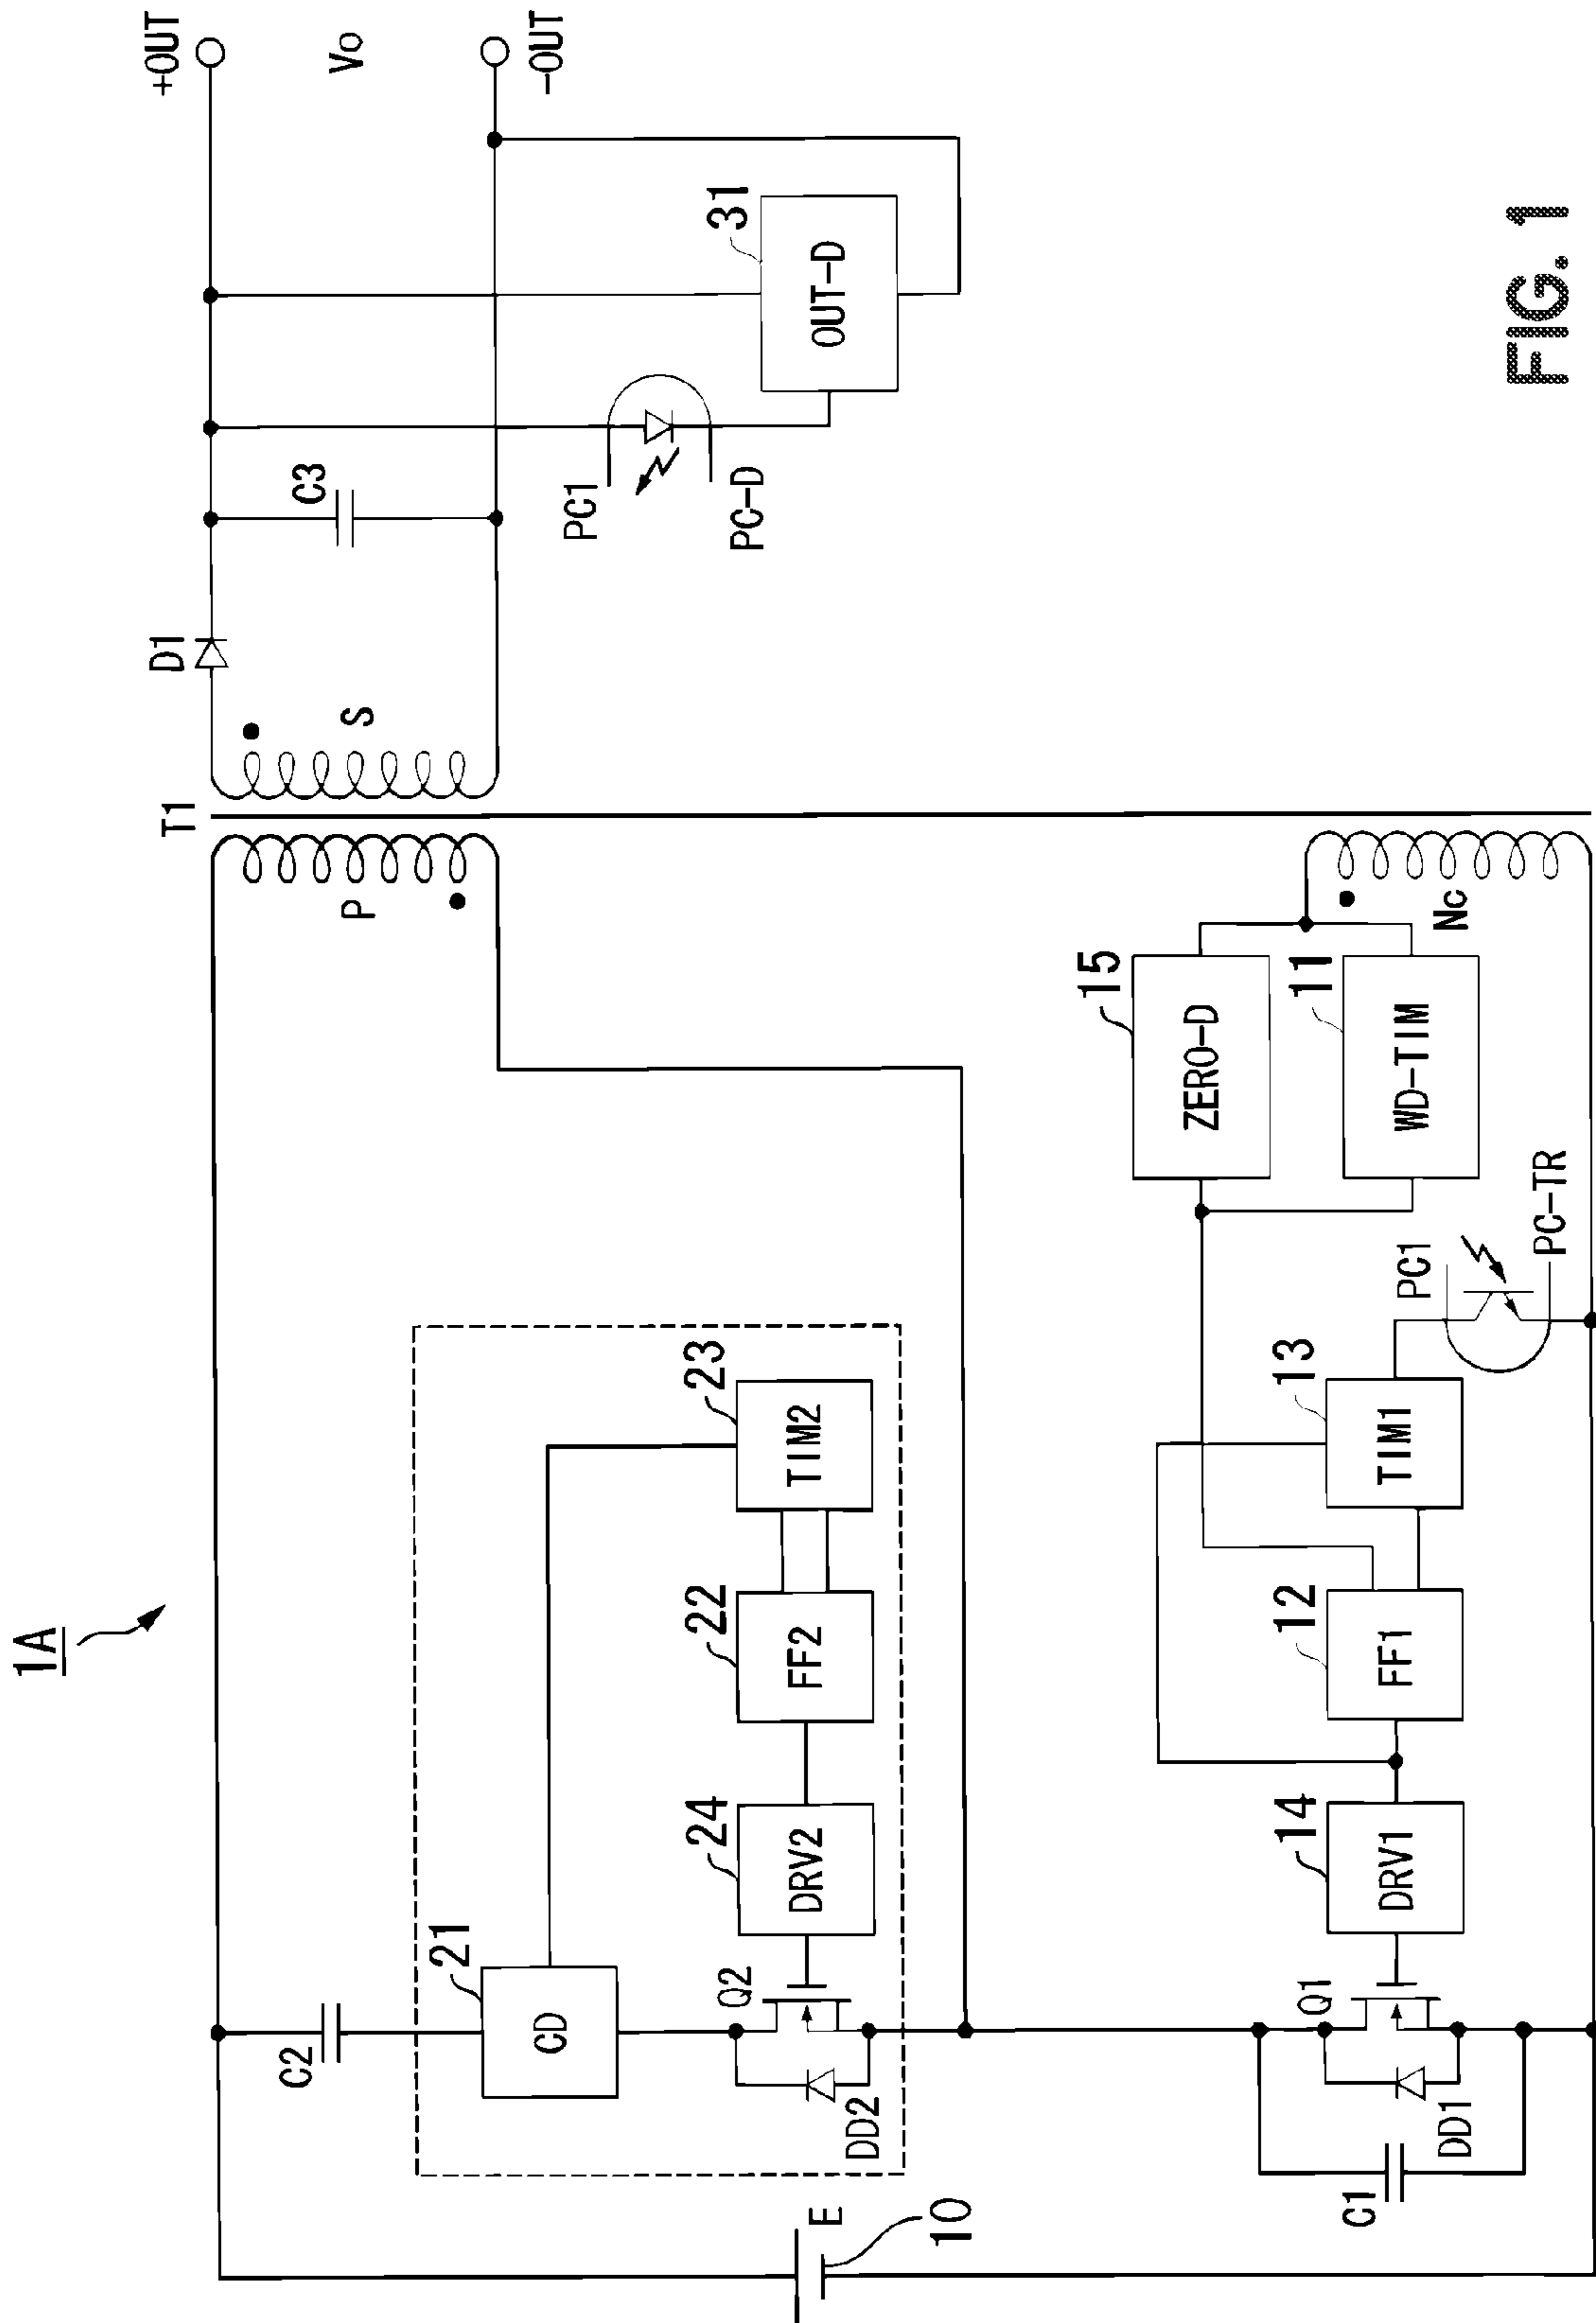 1A
+OUT
Vo
-OUT
T1
D1
C3
P
S
PC1
PC-D
31
OUT-D
C2
21
CD
Q2
DD2
24
DRV2
22
FF2
23
TIM2
E
10
15
ZERO-D
11
WD-TIM
Nc
C1
DD1
Q1
14
DRV1
12
FF1
13
TIM1
PC1
PC-TR
FIG. 1